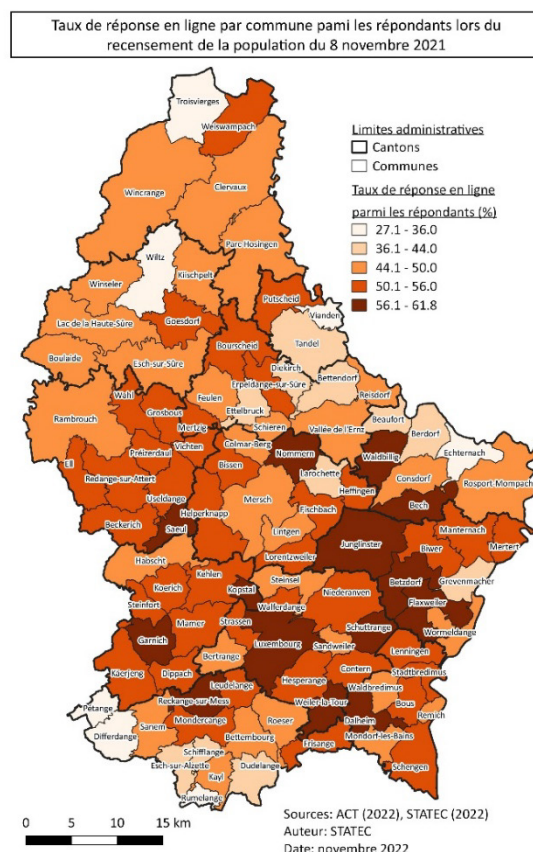 Taux de réponse en ligne par commune pami les répondants lors du
recensement de la population du 8 novembre 2021
Limites administratives
Cantons
Communes
Taux de réponse en ligne
parmi les répondants (%)
27.1 - 36.0
36.1 - 44.0
44.1 - 50.0
50.1 - 56.0
56.1 - 61.8
Troisvierges
Weiswampach
Wincrange
Clervaux
Parc Hosingen
Wiltz
Kiischpelt
Winseler
Putscheid
Vianden
Goesdorf
Lac de la Haute-Sûre
Bourscheid
Tandel
Boulaide
Esch-sur-Sûre
Diekirch
Bettendorf
Erpeldange-sur-Sûre
Reisdorf
Wahl
Feulen
Ettelbruck
Rambrouch
Grosbous
Beaufort
Berdorf
Mertzig
Schieren
Vallée de l'Ernz
Echternach
Vichten
Colmar-Berg
Nommern
Waldbillig
Préizerdaul
Ell
Bissen
Larochette
Consdorf
Rosport-Mompach
Redange-sur-Attert
Heffingen
Useldange
Mersch
Bech
Helperknapp
Fischbach
Beckerich
Saeul
Lintgen
Manternach
Junglinster
Biwer
Mertert
Habscht
Lorentzweiler
Kehlen
Steinsel
Betzdorf
Grevenmacher
Koerich
Kopstal
Niederanven
Flaxweiler
Steinfort
Walferdange
Mamer
Strassen
Schuttrange
Wormeldange
Garnich
Luxembourg
Sandweiler
Bertrange
Lenningen
Käerjeng
Dippach
Contern
Stadtbredimus
Leudelange
Hesperange
Waldbredimus
Reckange-sur-Mess
Weiler-la-Tour
Bous
Pétange
Mondercange
Roeser
Dalheim
Remich
Differdange
Sanem
Bettembourg
Mondorf-les-Bains
Frisange
Schifflange
Schengen
Esch-sur-Alzette
Kayl
Dudelange
Rumelange
0 5 10 15 km
Sources: ACT (2022), STATEC (2022)
Auteur: STATEC
Date: novembre 2022